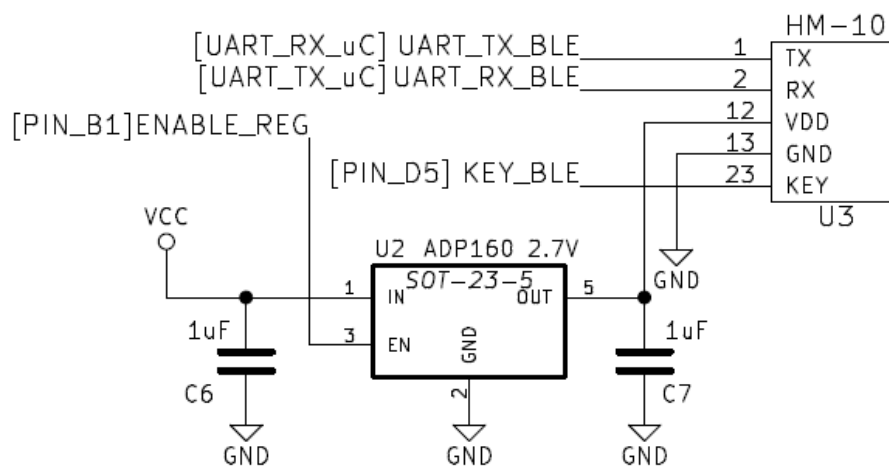 HM-10
[UART_RX_uC] UART_TX_BLE 1 TX
[UART_TX_uC] UART_RX_BLE 2 RX
12 VDD
[PIN_B1]ENABLE_REG
13 GND
[PIN_D5] KEY_BLE 23 KEY
U3
VCC
U2 ADP160 2.7V
GND
SOT-23-5
1 IN OUT 5
1uF 1uF
3 EN GND
C6 2 C7
GND GND GND